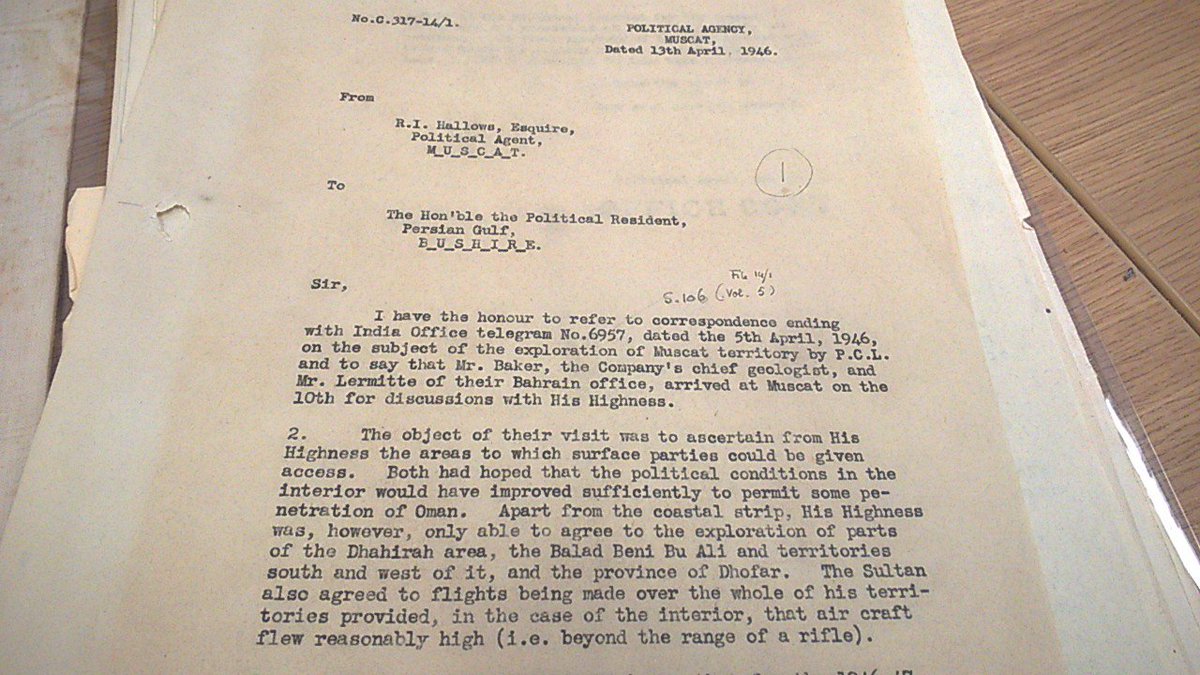 No.C.317-14/1.
POLITICAL AGENCY,
MUSCAT,
Dated 13th April, 1946.
From
R.I. Hallows, Esquire,
Political Agent,
M_U_S_C_A_T.
1
To
The Hon'ble the Political Resident,
Persian Gulf,
B_U_S_H_I_R_E.
Sir,
File 14/1
S.106 (Vol. 5)
I have the honour to refer to correspondence ending
with India Office telegram No.6957, dated the 5th April, 1946,
on the subject of the exploration of Muscat territory by P.C.L.
and to say that Mr. Baker, the Company's chief geologist, and
Mr. Lermitte of their Bahrain office, arrived at Muscat on the
10th for discussions with His Highness.
2. The object of their visit was to ascertain from His
Highness the areas to which surface parties could be given
access. Both had hoped that the political conditions in the
interior would have improved sufficiently to permit some pe-
netration of Oman. Apart from the coastal strip, His Highness
was, however, only able to agree to the exploration of parts
of the Dhahirah area, the Balad Beni Bu Ali and territories
south and west of it, and the province of Dhofar. The Sultan
also agreed to flights being made over the whole of his terri-
tories provided, in the case of the interior, that air craft
flew reasonably high (i.e. beyond the range of a rifle).